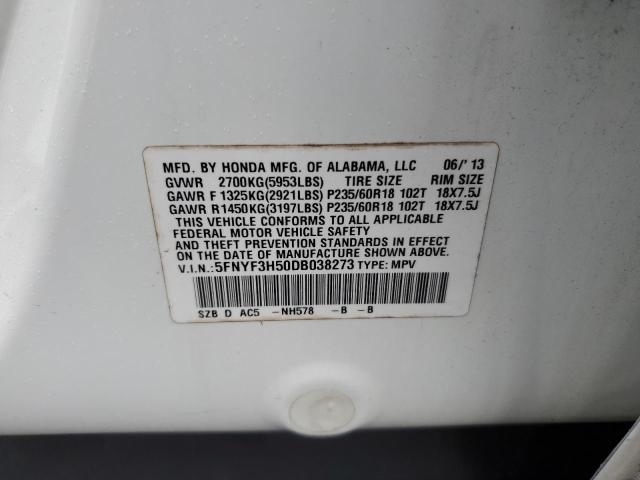 MFD. BY HONDA MFG. OF ALABAMA, LLC 06/'13
GVWR 2700KG(5953LBS) TIRE SIZE RIM SIZE
GAWR F 1325KG(2921LBS) P235/60R18 102T 18X7.5J
GAWR R1450KG(3197LBS) P235/60R18 102T 18X7.5J
THIS VEHICLE CONFORMS TO ALL APPLICABLE
FEDERAL MOTOR VEHICLE SAFETY
AND THEFT PREVENTION STANDARDS IN EFFECT
ON THE DATE OF MANUFACTURE SHOWN ABOVE.
V.I.N.: 5FNYF3H50DB038273 TYPE: MPV
SZB D AC5 -NH578 -B -B